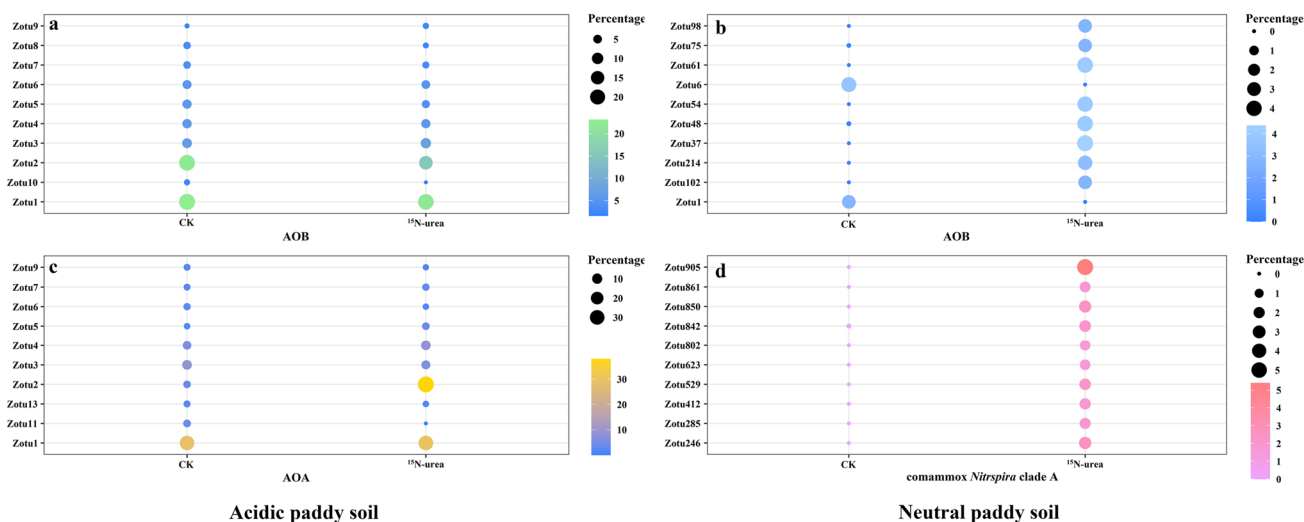 a
Zotu9
Zotu8
Zotu7
Zotu6
Zotu5
Zotu4
Zotu3
Zotu2
Zotu10
Zotu1
CK
¹⁵N-urea
AOB
Percentage
5
10
15
20
20
15
10
5
b
Zotu98
Zotu75
Zotu61
Zotu6
Zotu54
Zotu48
Zotu37
Zotu214
Zotu102
Zotu1
CK
¹⁵N-urea
AOB
Percentage
0
1
2
3
4
4
3
2
1
0
c
Zotu9
Zotu7
Zotu6
Zotu5
Zotu4
Zotu3
Zotu2
Zotu13
Zotu11
Zotu1
CK
¹⁵N-urea
AOA
Percentage
10
20
30
30
20
10
d
Zotu905
Zotu861
Zotu850
Zotu842
Zotu802
Zotu623
Zotu529
Zotu412
Zotu285
Zotu246
CK
¹⁵N-urea
comammox Nitrspira clade A
Percentage
0
1
2
3
4
5
5
4
3
2
1
0
Acidic paddy soil
Neutral paddy soil